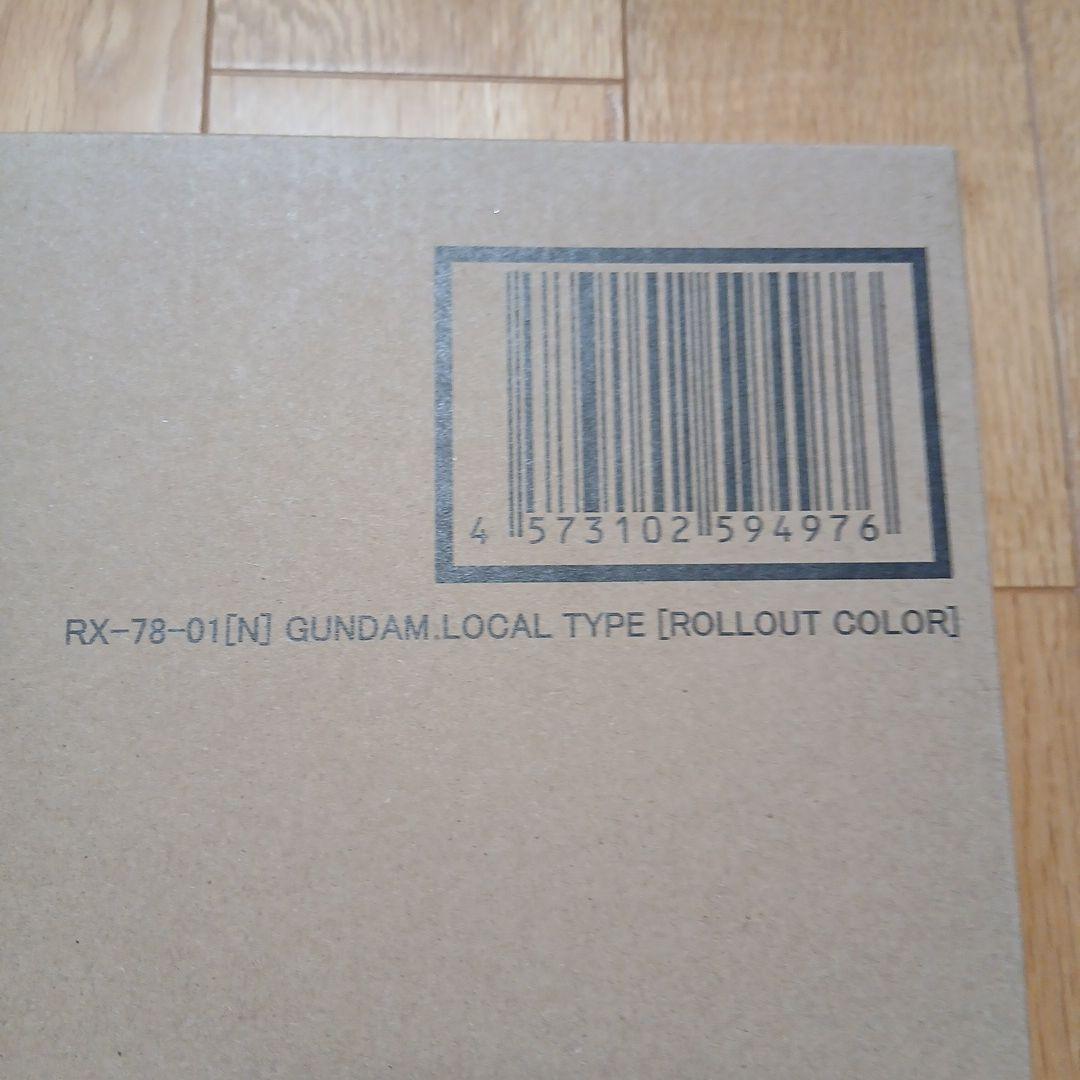 4 573102 594976
RX-78-01[N] GUNDAM.LOCAL TYPE [ROLLOUT COLOR]